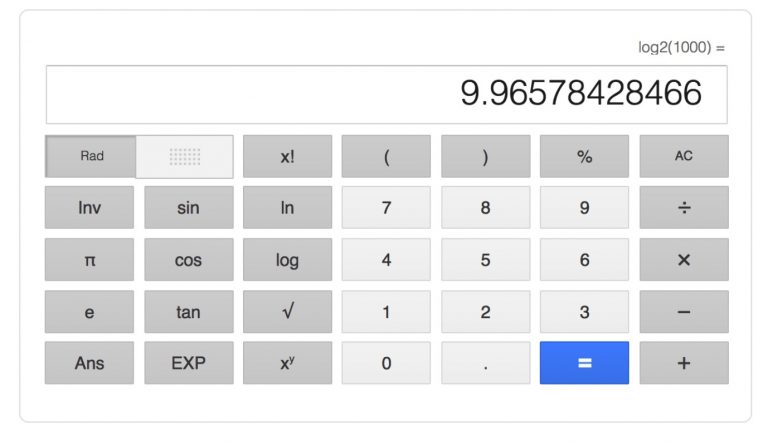 log2(1000) =
9.96578428466
Rad x! ( ) % AC
Inv sin ln 7 8 9 ÷
π cos log 4 5 6 ×
e tan √ 1 2 3 −
Ans EXP xʸ 0 . = +